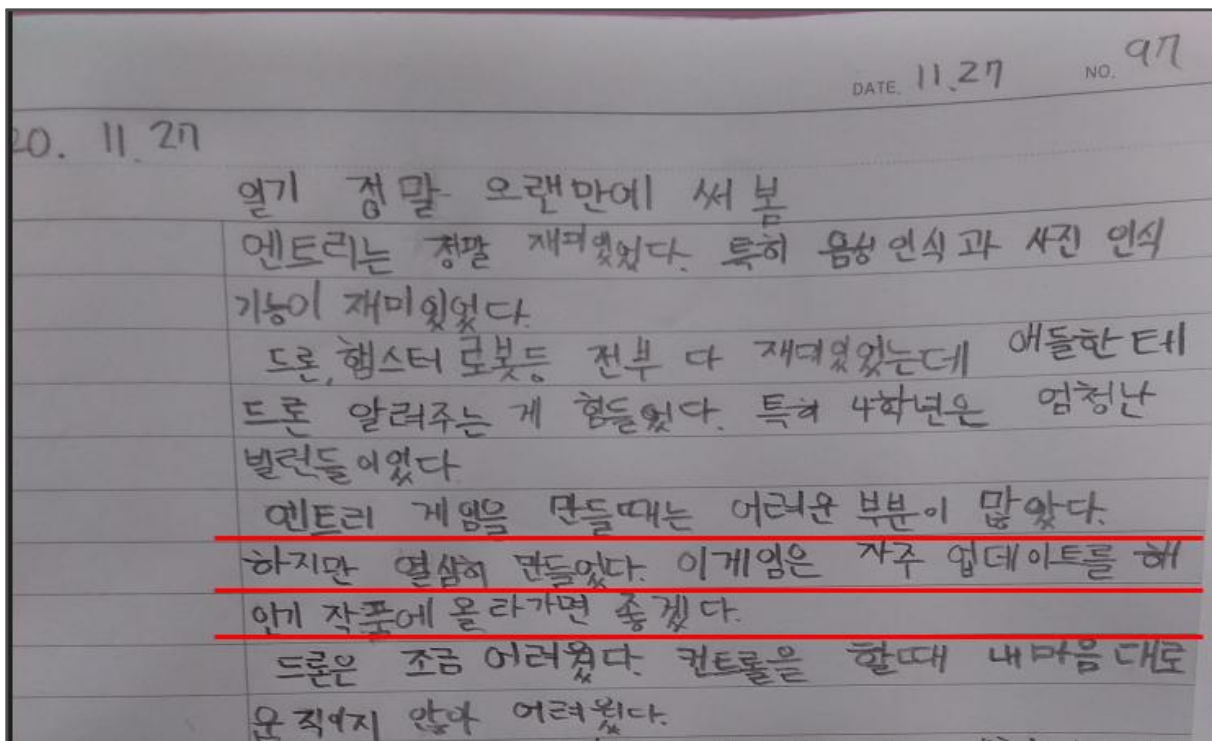 DATE. 11.27 NO. 97
20. 11.27
일기 정말 오랜만에 써 봄
엔트리는 정말 재미있었다. 특히 음성 인식과 사진 인식
기능이 재미있었다.
드론, 햄스터 로봇등 전부 다 재미있었는데 애들한테
드론 알려주는 게 힘들었다. 특히 4학년은 엄청난
빌런들이었다
엔트리 게임을 만들때는 어려운 부분이 많았다.
하지만 열심히 만들었다. 이게임은 자주 업데이트를 해
인기 작품에 올라가면 좋겠다.
드론은 조금 어려웠다. 컨트롤을 할때 내마음 대로
움직이지 않아 어려웠다.